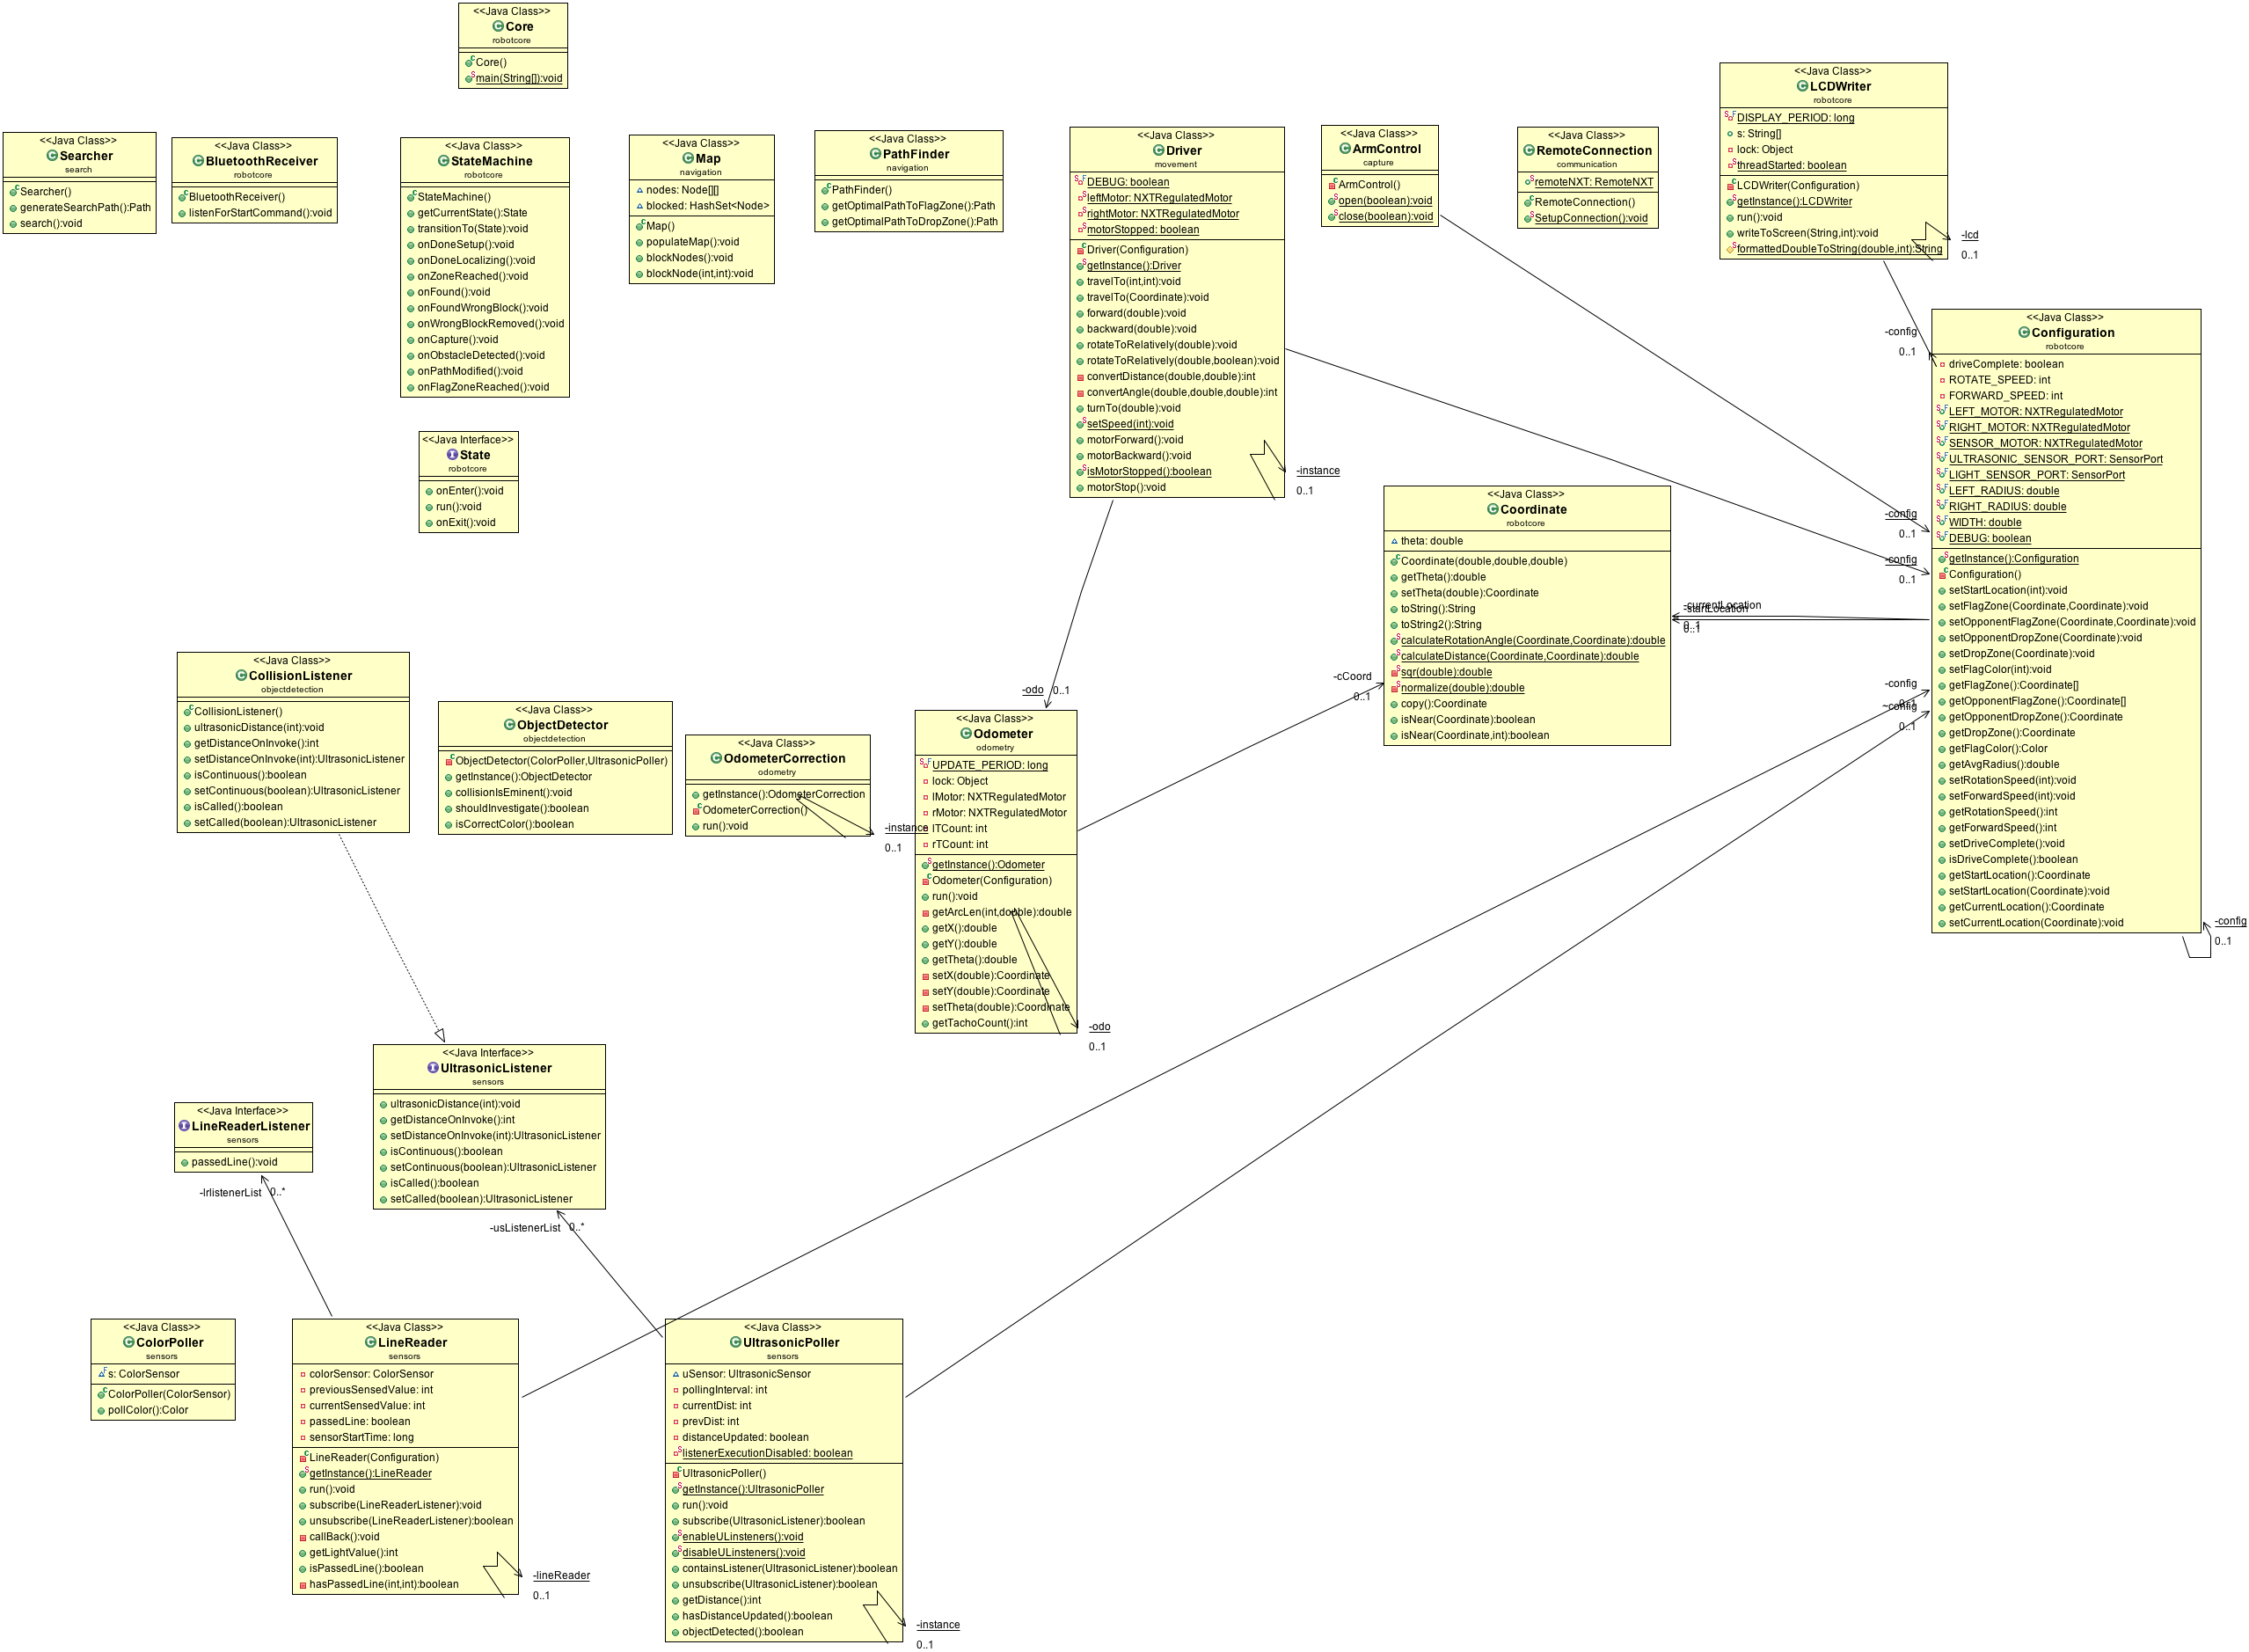 <<Java Class>>
Core
robotcore
Core()
main(String[]):void
<<Java Class>>
Searcher
search
Searcher()
generateSearchPath():Path
search():void
<<Java Class>>
BluetoothReceiver
robotcore
BluetoothReceiver()
listenForStartCommand():void
<<Java Class>>
StateMachine
robotcore
StateMachine()
getCurrentState():State
transitionTo(State):void
onDoneSetup():void
onDoneLocalizing():void
onZoneReached():void
onFound():void
onFoundWrongBlock():void
onWrongBlockRemoved():void
onCapture():void
onObstacleDetected():void
onPathModified():void
onFlagZoneReached():void
<<Java Class>>
Map
navigation
nodes: Node[][]
blocked: HashSet<Node>
Map()
populateMap():void
blockNodes():void
blockNode(int,int):void
<<Java Class>>
PathFinder
navigation
PathFinder()
getOptimalPathToFlagZone():Path
getOptimalPathToDropZone():Path
<<Java Class>>
Driver
movement
DEBUG: boolean
leftMotor: NXTRegulatedMotor
rightMotor: NXTRegulatedMotor
motorStopped: boolean
Driver(Configuration)
getInstance():Driver
travelTo(int,int):void
travelTo(Coordinate):void
forward(double):void
backward(double):void
rotateToRelatively(double):void
rotateToRelatively(double,boolean):void
convertDistance(double,double):int
convertAngle(double,double,double):int
turnTo(double):void
setSpeed(int):void
motorForward():void
motorBackward():void
isMotorStopped():boolean
motorStop():void
-instance
0..1
<<Java Class>>
ArmControl
capture
ArmControl()
open(boolean):void
close(boolean):void
<<Java Class>>
RemoteConnection
communication
remoteNXT: RemoteNXT
RemoteConnection()
SetupConnection():void
<<Java Class>>
LCDWriter
robotcore
DISPLAY_PERIOD: long
s: String[]
lock: Object
threadStarted: boolean
LCDWriter(Configuration)
getInstance():LCDWriter
run():void
writeToScreen(String,int):void
formattedDoubleToString(double,int):String
-lcd
0..1
-config
0..1
<<Java Class>>
Configuration
robotcore
driveComplete: boolean
ROTATE_SPEED: int
FORWARD_SPEED: int
LEFT_MOTOR: NXTRegulatedMotor
RIGHT_MOTOR: NXTRegulatedMotor
SENSOR_MOTOR: NXTRegulatedMotor
ULTRASONIC_SENSOR_PORT: SensorPort
LIGHT_SENSOR_PORT: SensorPort
LEFT_RADIUS: double
RIGHT_RADIUS: double
WIDTH: double
DEBUG: boolean
getInstance():Configuration
Configuration()
setStartLocation(int):void
setFlagZone(Coordinate,Coordinate):void
setOpponentFlagZone(Coordinate,Coordinate):void
setOpponentDropZone(Coordinate):void
setDropZone(Coordinate):void
setFlagColor(int):void
getFlagZone():Coordinate[]
getOpponentFlagZone():Coordinate[]
getOpponentDropZone():Coordinate
getDropZone():Coordinate
getFlagColor():Color
getAvgRadius():double
setRotationSpeed(int):void
setForwardSpeed(int):void
getRotationSpeed():int
getForwardSpeed():int
setDriveComplete():void
isDriveComplete():boolean
getStartLocation():Coordinate
setStartLocation(Coordinate):void
getCurrentLocation():Coordinate
setCurrentLocation(Coordinate):void
-config
0..1
-config
0..1
-config
0..1
-currentLocation
-startLocation
0..1
0..1
-config
0..1
~config
0..1
<<Java Interface>>
State
robotcore
onEnter():void
run():void
onExit():void
<<Java Class>>
Coordinate
robotcore
theta: double
Coordinate(double,double,double)
getTheta():double
setTheta(double):Coordinate
toString():String
toString2():String
calculateRotationAngle(Coordinate,Coordinate):double
calculateDistance(Coordinate,Coordinate):double
sqr(double):double
normalize(double):double
copy():Coordinate
isNear(Coordinate):boolean
isNear(Coordinate,int):boolean
-cCoord
0..1
<<Java Class>>
CollisionListener
objectdetection
CollisionListener()
ultrasonicDistance(int):void
getDistanceOnInvoke():int
setDistanceOnInvoke(int):UltrasonicListener
isContinuous():boolean
setContinuous(boolean):UltrasonicListener
isCalled():boolean
setCalled(boolean):UltrasonicListener
<<Java Class>>
ObjectDetector
objectdetection
ObjectDetector(ColorPoller,UltrasonicPoller)
getInstance():ObjectDetector
collisionIsEminent():void
shouldInvestigate():boolean
isCorrectColor():boolean
<<Java Class>>
OdometerCorrection
odometry
getInstance():OdometerCorrection
OdometerCorrection()
run():void
-instance
0..1
-odo 0..1
<<Java Class>>
Odometer
odometry
UPDATE_PERIOD: long
lock: Object
lMotor: NXTRegulatedMotor
rMotor: NXTRegulatedMotor
lTCount: int
rTCount: int
getInstance():Odometer
Odometer(Configuration)
run():void
getArcLen(int,double):double
getX():double
getY():double
getTheta():double
setX(double):Coordinate
setY(double):Coordinate
setTheta(double):Coordinate
getTachoCount():int
-odo
0..1
<<Java Interface>>
UltrasonicListener
sensors
ultrasonicDistance(int):void
getDistanceOnInvoke():int
setDistanceOnInvoke(int):UltrasonicListener
isContinuous():boolean
setContinuous(boolean):UltrasonicListener
isCalled():boolean
setCalled(boolean):UltrasonicListener
<<Java Interface>>
LineReaderListener
sensors
passedLine():void
-lrlistenerList 0..*
-usListenerList 0..*
<<Java Class>>
ColorPoller
sensors
s: ColorSensor
ColorPoller(ColorSensor)
pollColor():Color
<<Java Class>>
LineReader
sensors
colorSensor: ColorSensor
previousSensedValue: int
currentSensedValue: int
passedLine: boolean
sensorStartTime: long
LineReader(Configuration)
getInstance():LineReader
run():void
subscribe(LineReaderListener):void
unsubscribe(LineReaderListener):boolean
callBack():void
getLightValue():int
isPassedLine():boolean
hasPassedLine(int,int):boolean
-lineReader
0..1
<<Java Class>>
UltrasonicPoller
sensors
uSensor: UltrasonicSensor
pollingInterval: int
currentDist: int
prevDist: int
distanceUpdated: boolean
listenerExecutionDisabled: boolean
UltrasonicPoller()
getInstance():UltrasonicPoller
run():void
subscribe(UltrasonicListener):boolean
enableULinsteners():void
disableULinsteners():void
containsListener(UltrasonicListener):boolean
unsubscribe(UltrasonicListener):boolean
getDistance():int
hasDistanceUpdated():boolean
objectDetected():boolean
-instance
0..1